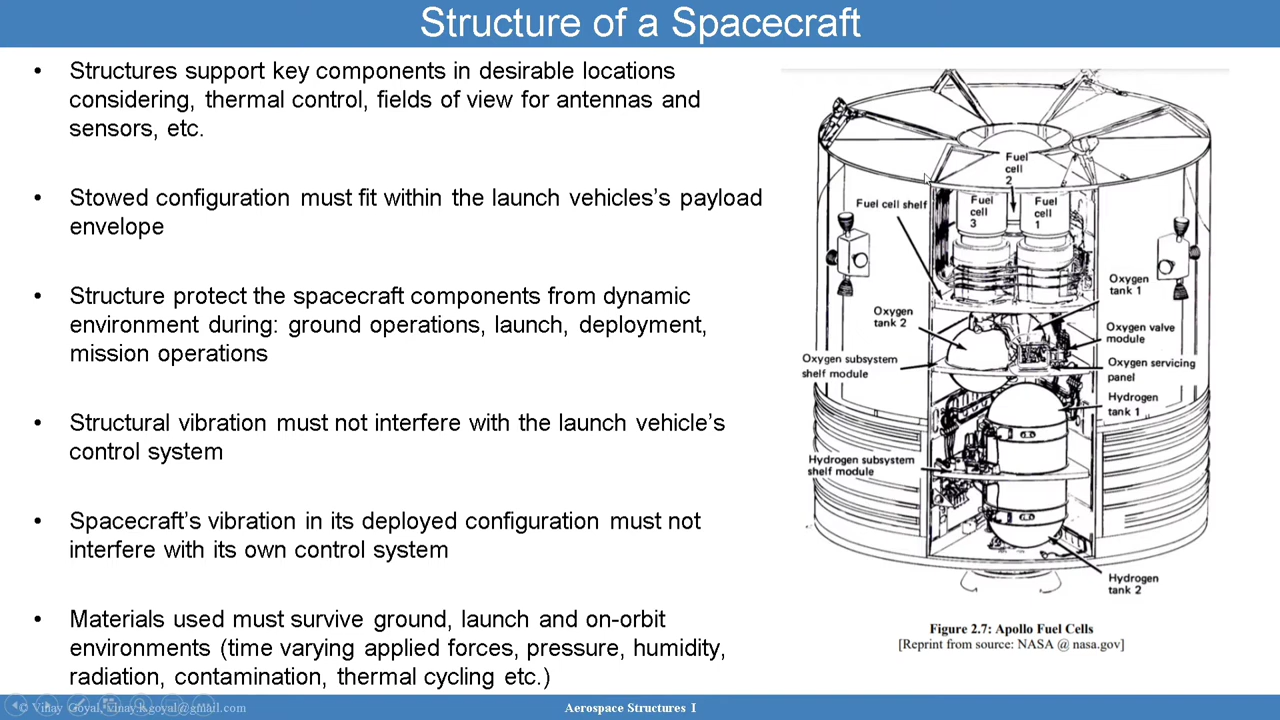 Structure of a Spacecraft
• Structures support key components in desirable locations
considering, thermal control, fields of view for antennas and
sensors, etc.
• Stowed configuration must fit within the launch vehicles's payload
envelope
• Structure protect the spacecraft components from dynamic
environment during: ground operations, launch, deployment,
mission operations
• Structural vibration must not interfere with the launch vehicle's
control system
• Spacecraft's vibration in its deployed configuration must not
interfere with its own control system
• Materials used must survive ground, launch and on-orbit
environments (time varying applied forces, pressure, humidity,
radiation, contamination, thermal cycling etc.)
Fuel
cell
2
Fuel cell shelf
Fuel
cell
3
Fuel
cell
1
Oxygen
tank 1
Oxygen
tank 2
Oxygen valve
module
Oxygen subsystem
shelf module
Oxygen servicing
panel
Hydrogen
tank 1
Hydrogen subsystem
shelf module
Hydrogen
tank 2
Figure 2.7: Apollo Fuel Cells
[Reprint from source: NASA @ nasa.gov]
© Vinay Goyal, vinay.k.goyal@gmail.com
Aerospace Structures I